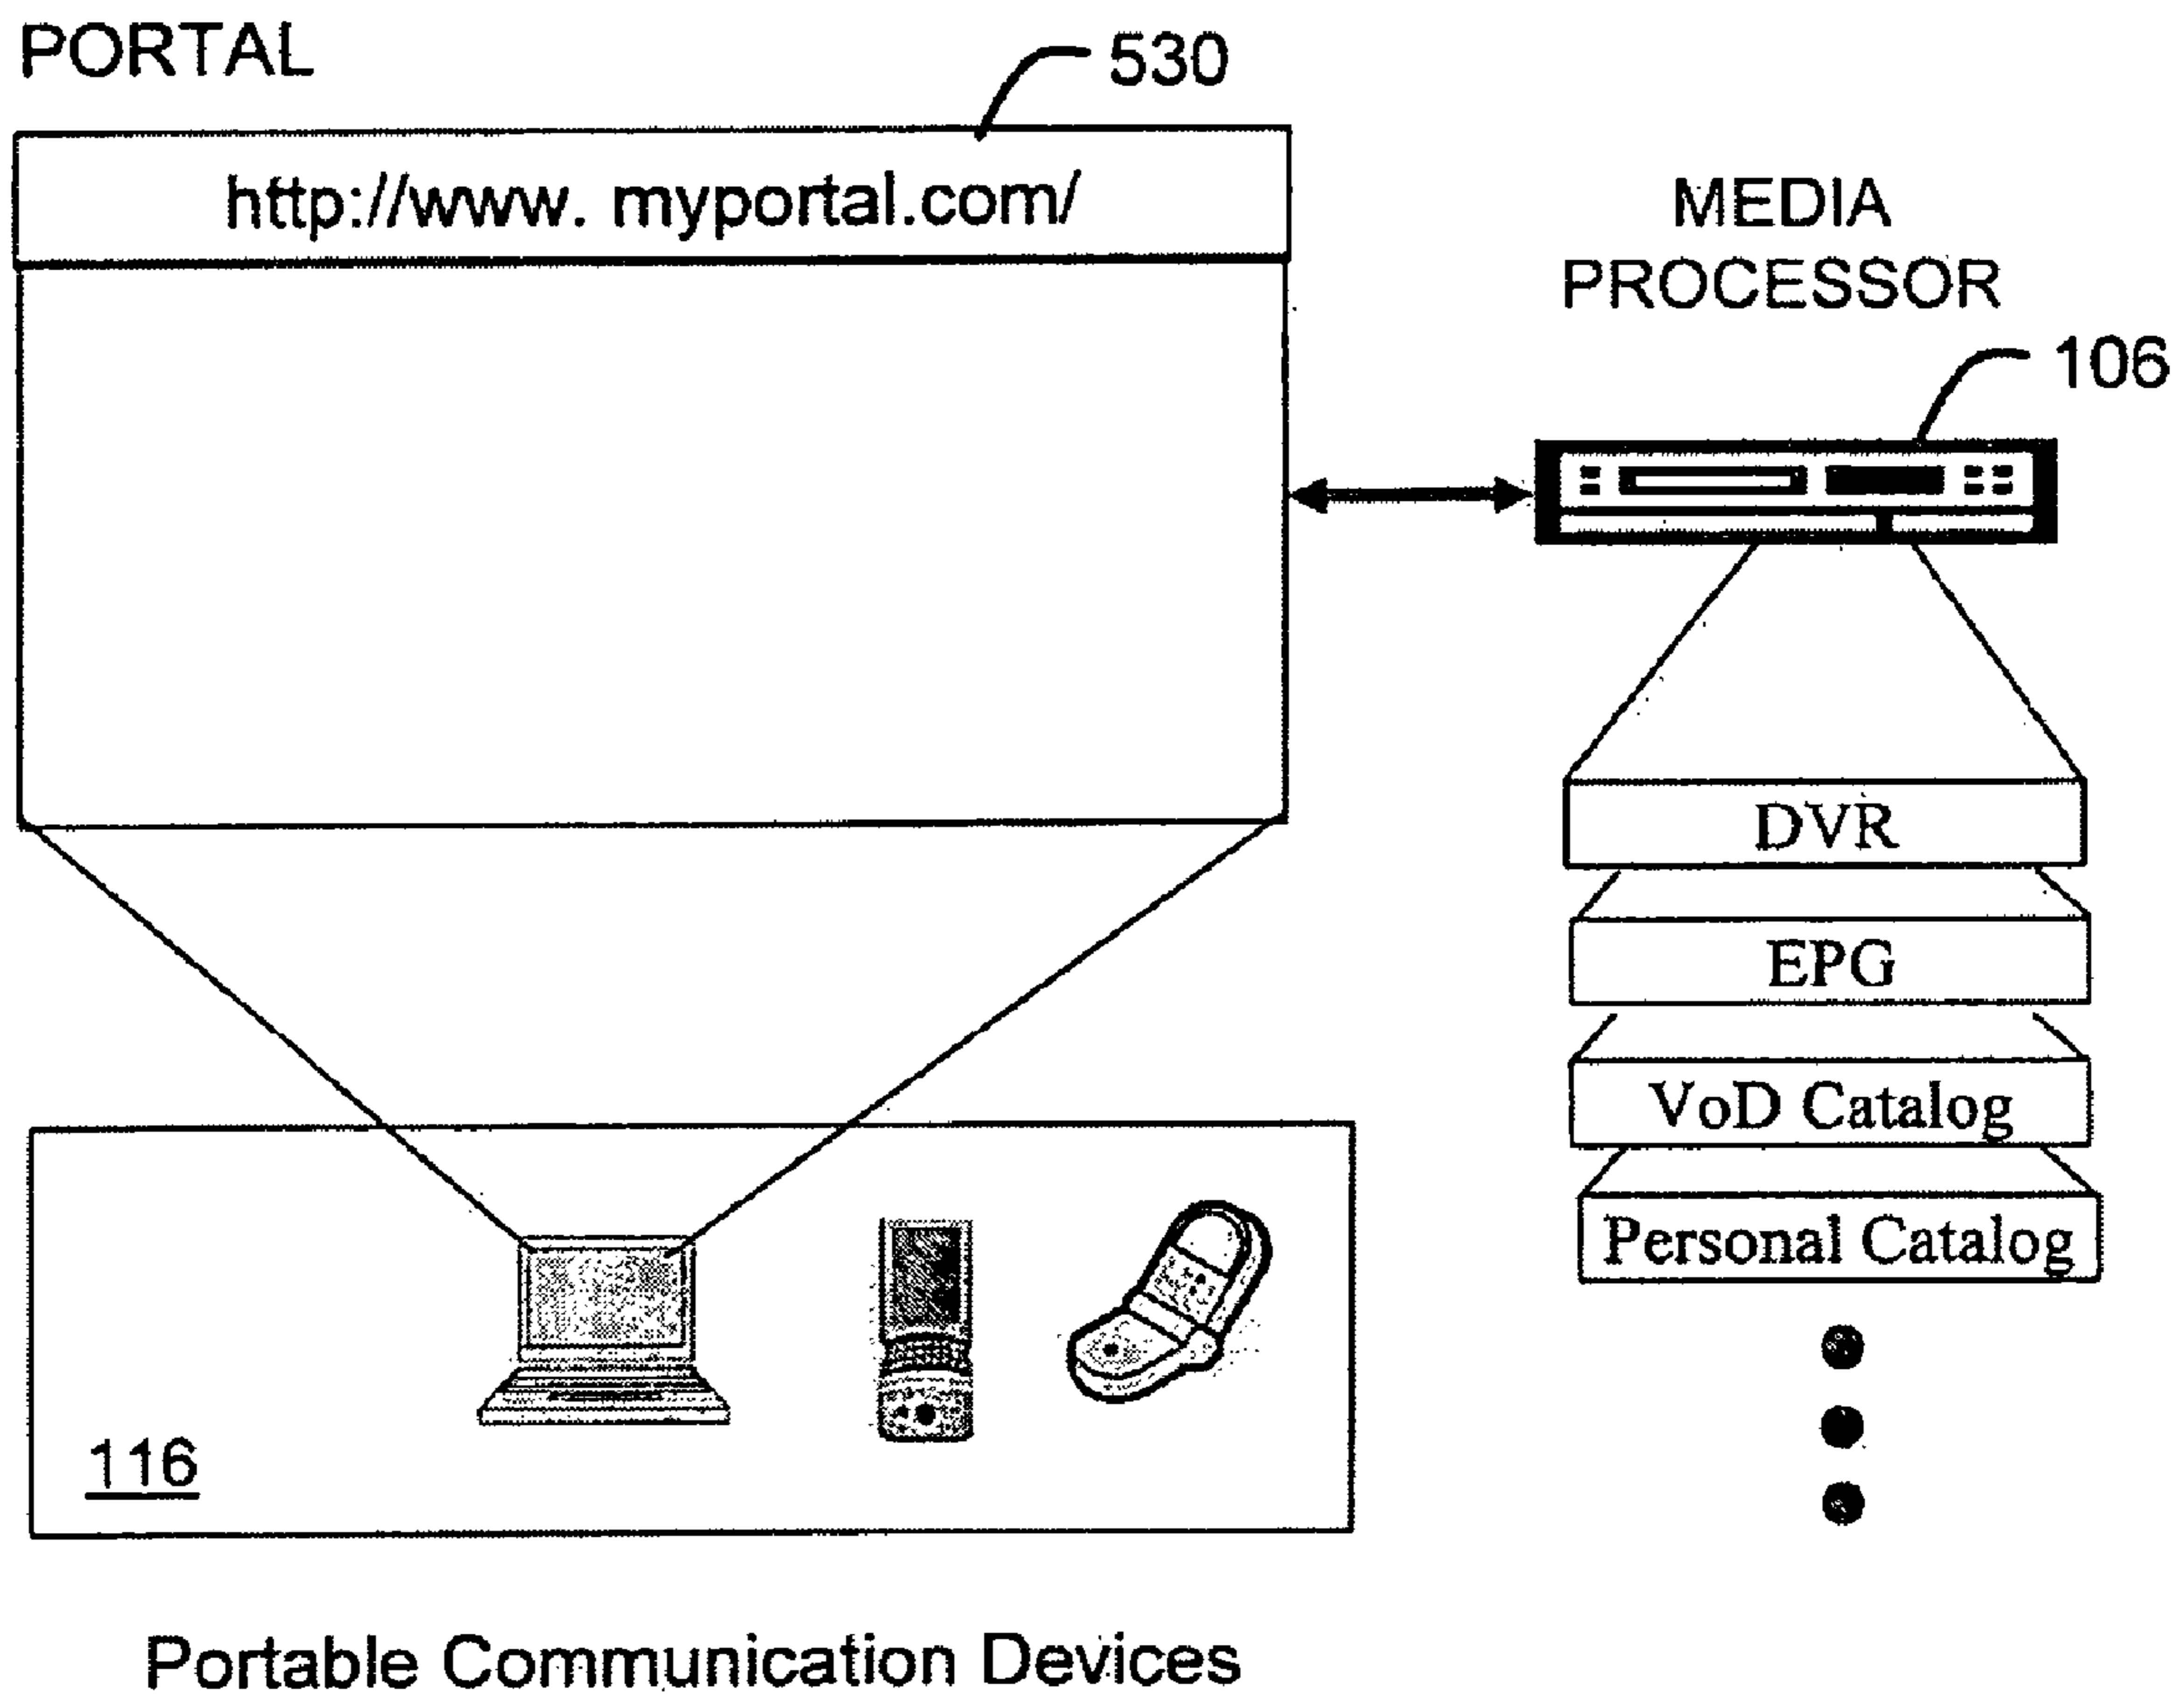 PORTAL
530
http://www. myportal.com/
MEDIA
PROCESSOR
106
DVR
EPG
VoD Catalog
Personal Catalog
116
Portable Communication Devices